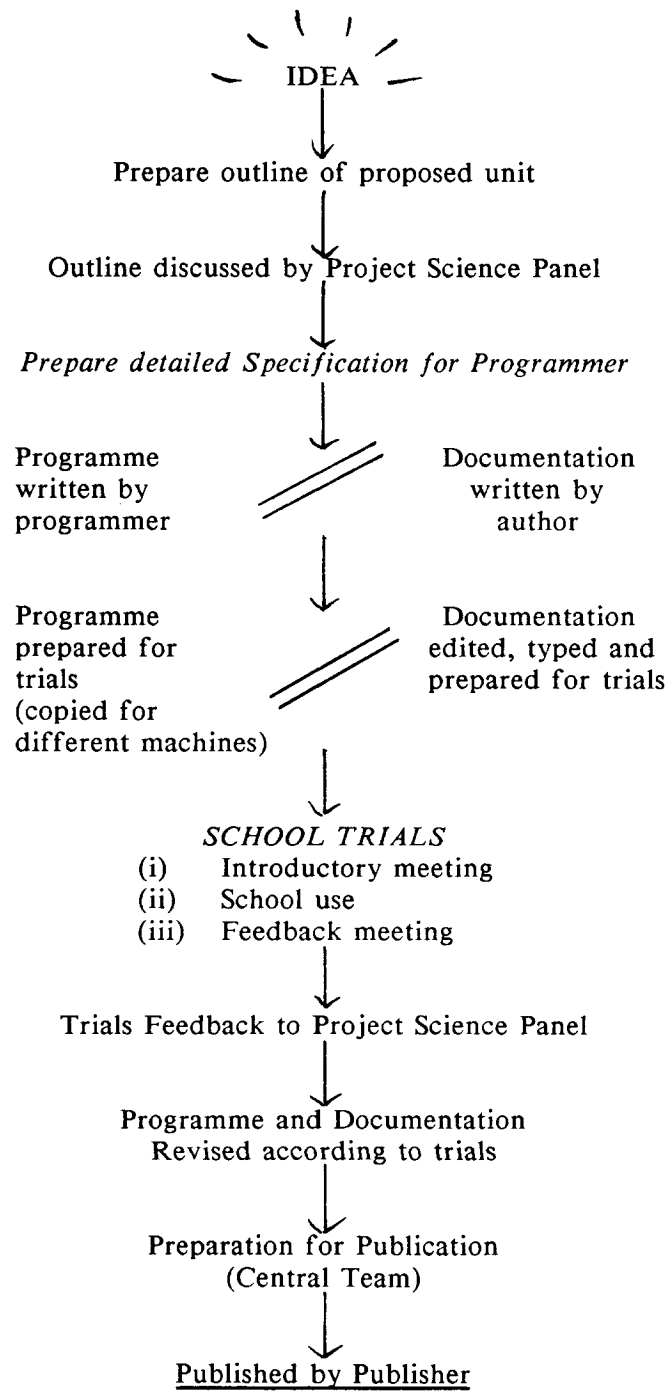 IDEA
Prepare outline of proposed unit
Outline discussed by Project Science Panel
Prepare detailed Specification for Programmer
Programme
written by
programmer
Documentation
written by
author
Programme
prepared for
trials
(copied for
different machines)
Documentation
edited, typed and
prepared for trials
SCHOOL TRIALS
(i) Introductory meeting
(ii) School use
(iii) Feedback meeting
Trials Feedback to Project Science Panel
Programme and Documentation
Revised according to trials
Preparation for Publication
(Central Team)
Published by Publisher